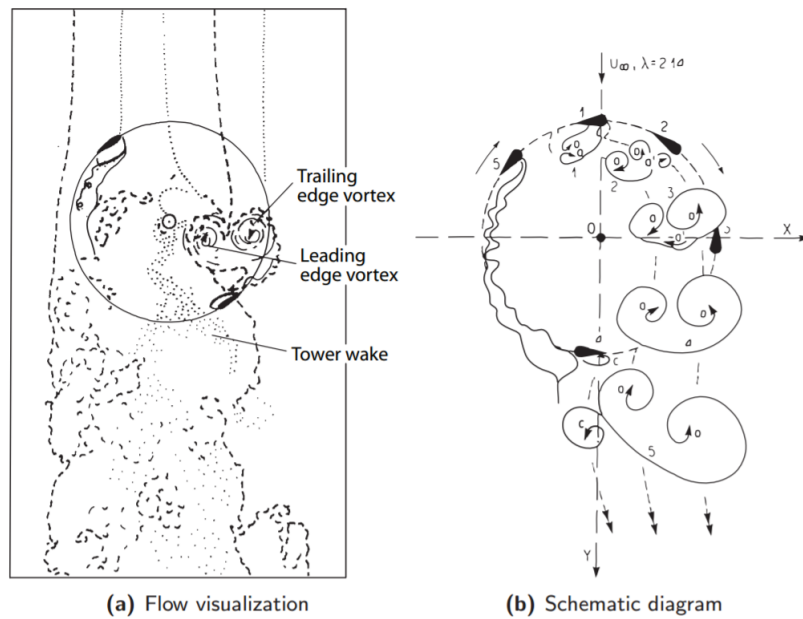 Trailing
edge vortex
Leading
edge vortex
Tower wake
(a) Flow visualization
U∞, λ=2.14
1
2
5
1
2
3
O
X
C
5
C
Y
(b) Schematic diagram